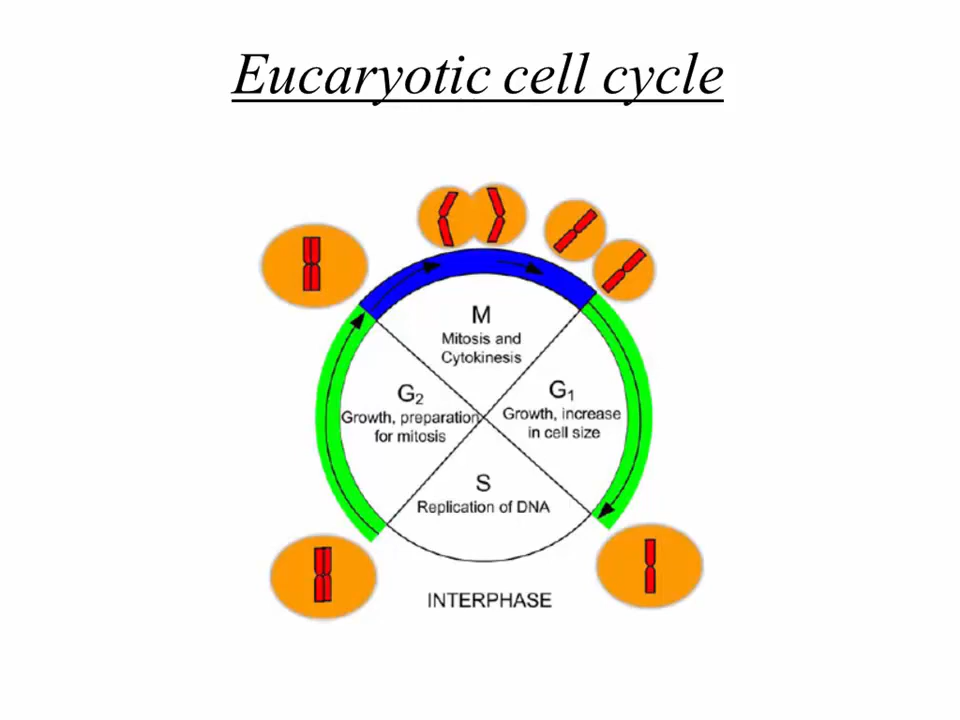 Eucaryotic cell cycle
M
Mitosis and
Cytokinesis
G₂
Growth, preparation
for mitosis
G₁
Growth, increase
in cell size
S
Replication of DNA
INTERPHASE